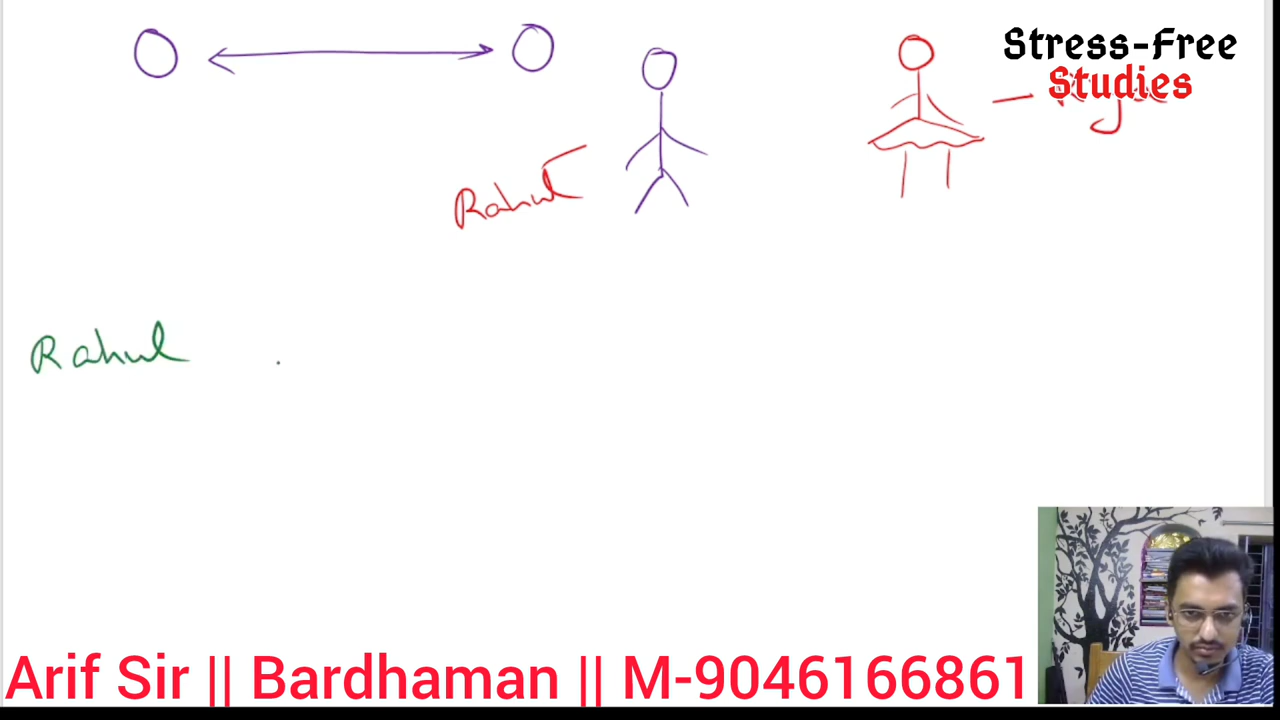 Stress-Free
Studies
Rahul
Rahul
Arif Sir || Bardhaman || M-9046166861